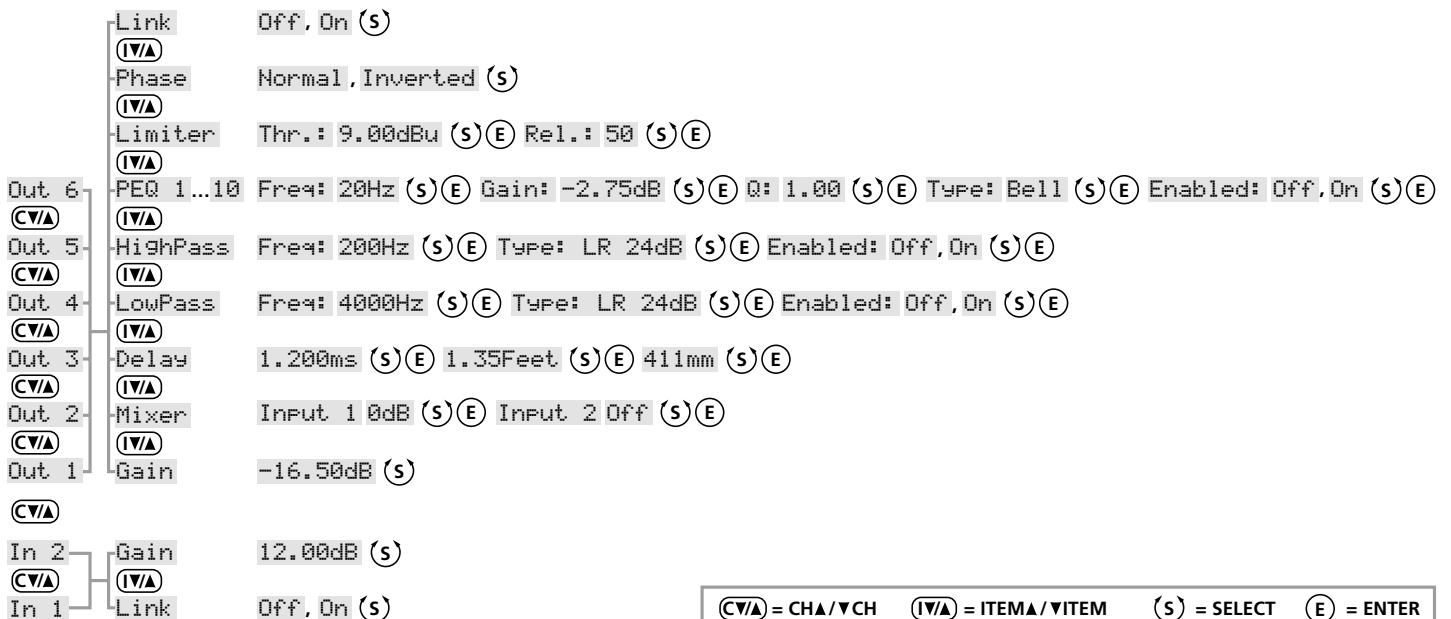 Link Off, On (S)
(I▼/▲)
Phase Normal, Inverted (S)
(I▼/▲)
Limiter Thr.: 9.00dBu (S) (E) Rel.: 50 (S) (E)
(I▼/▲)
Out 6 PEQ 1...10 Freq: 20Hz (S) (E) Gain: -2.75dB (S) (E) Q: 1.00 (S) (E) Type: Bell (S) (E) Enabled: Off, On (S) (E)
(C▼/▲) (I▼/▲)
Out 5 HighPass Freq: 200Hz (S) (E) Type: LR 24dB (S) (E) Enabled: Off, On (S) (E)
(C▼/▲) (I▼/▲)
Out 4 LowPass Freq: 4000Hz (S) (E) Type: LR 24dB (S) (E) Enabled: Off, On (S) (E)
(C▼/▲) (I▼/▲)
Out 3 Delay 1.200ms (S) (E) 1.35Feet (S) (E) 411mm (S) (E)
(C▼/▲) (I▼/▲)
Out 2 Mixer Input 1 0dB (S) (E) Input 2 Off (S) (E)
(C▼/▲) (I▼/▲)
Out 1 Gain -16.50dB (S)
(C▼/▲)
In 2 Gain 12.00dB (S)
(C▼/▲) (I▼/▲)
In 1 Link Off, On (S)
(C▼/▲) = CH▲/▼CH (I▼/▲) = ITEM▲/▼ITEM (S) = SELECT (E) = ENTER